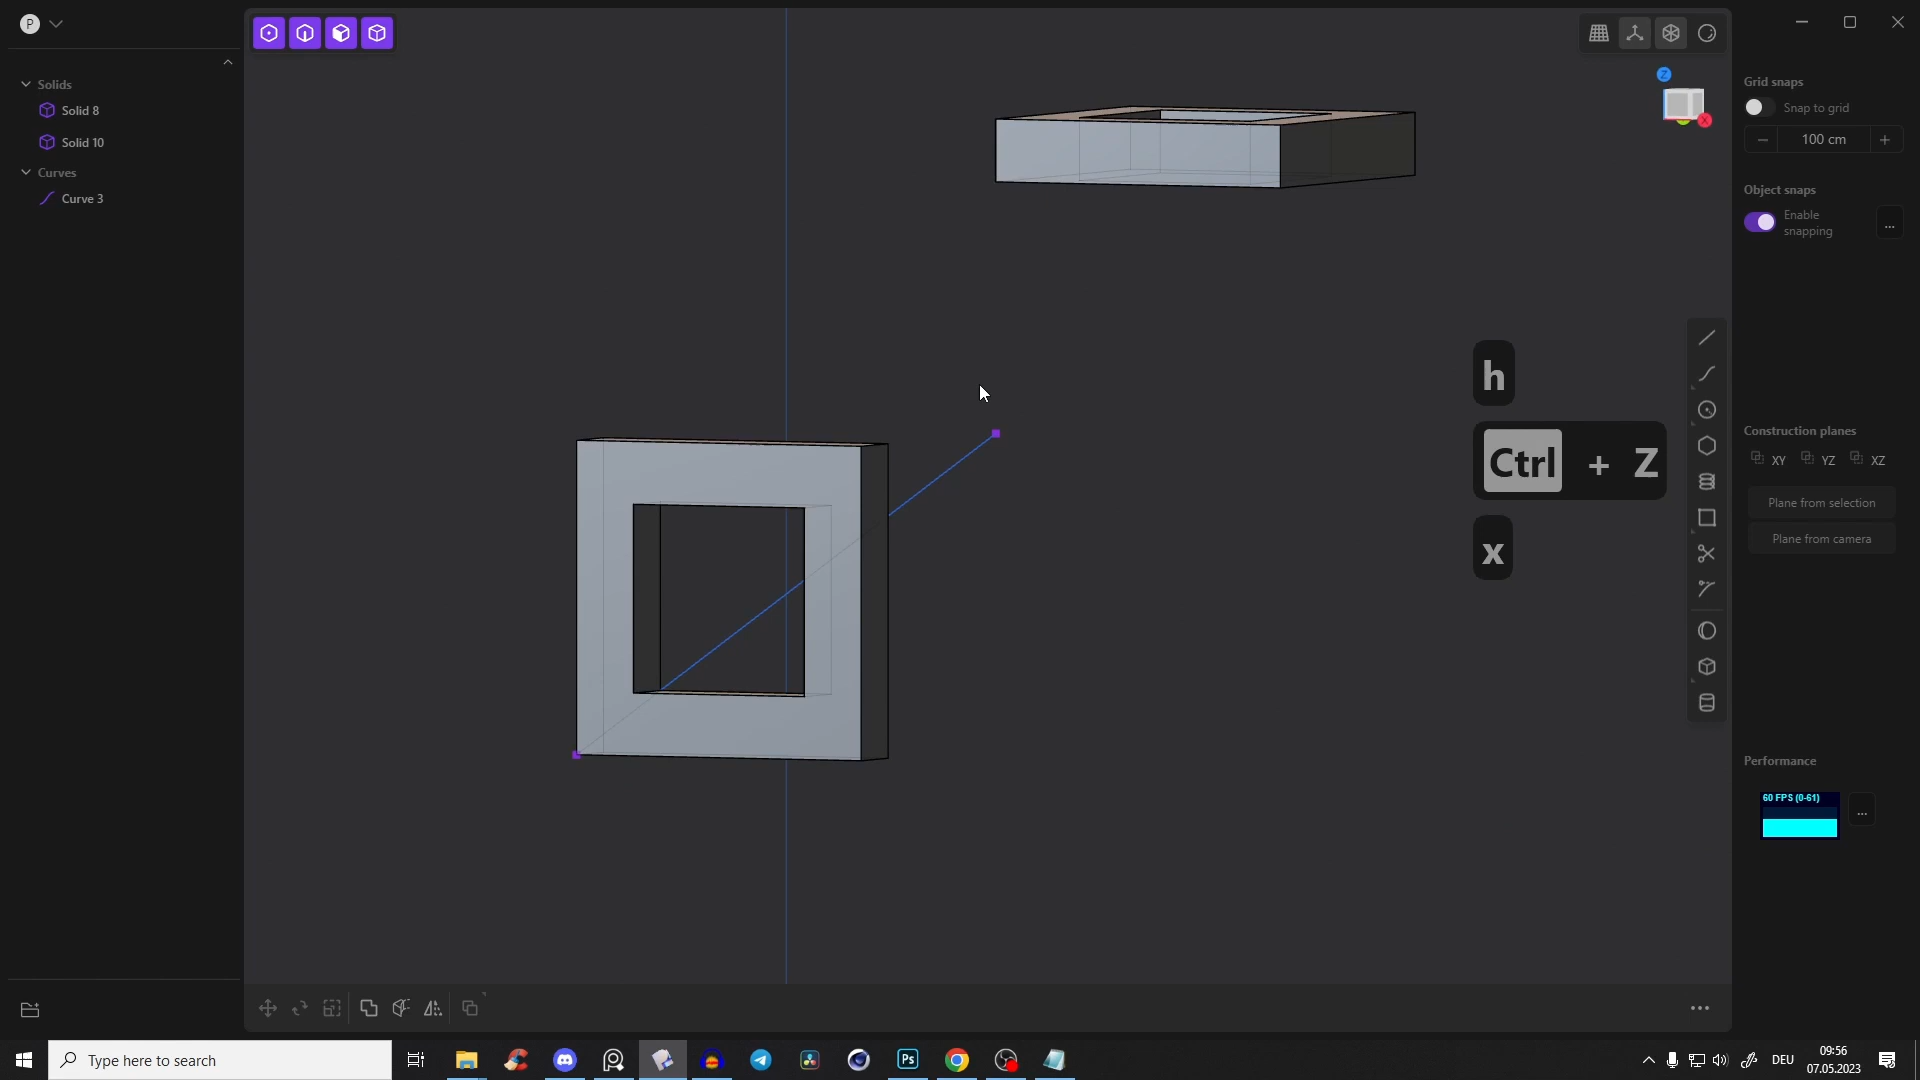 P
Solids
Solid 8
Solid 10
Curves
Curve 3
Z
X
Grid snaps
Snap to grid
100 cm
Object snaps
Enable
snapping
...
h
Ctrl + Z
x
Construction planes
XY YZ XZ
Plane from selection
Plane from camera
Performance
60 FPS (0-61)
...
Type here to search
Ps
DEU
09:56
07.05.2023